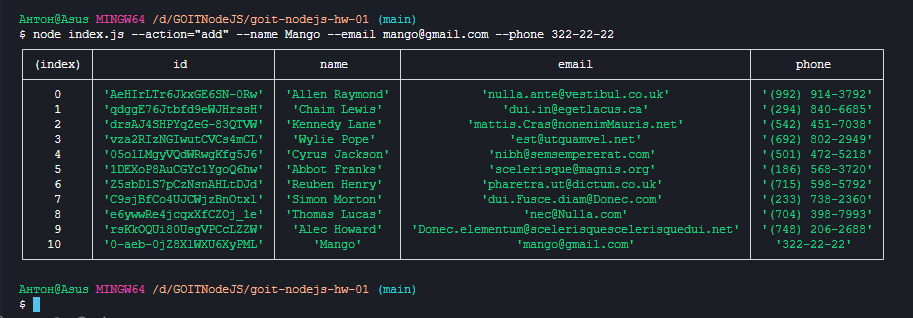 Антон@Asus MINGW64 /d/GOITNodeJS/goit-nodejs-hw-01 (main)
$ node index.js --action="add" --name Mango --email mango@gmail.com --phone 322-22-22
(index) id name email phone
0 'AeHIrLTr6JkxGE6SN-0Rw' 'Allen Raymond' 'nulla.ante@vestibul.co.uk' '(992) 914-3792'
1 'qdggE76Jtbfd9eWJHrssH' 'Chaim Lewis' 'dui.in@egetlacus.ca' '(294) 840-6685'
2 'drsAJ4SHPYqZeG-83QTVW' 'Kennedy Lane' 'mattis.Cras@nonenimMauris.net' '(542) 451-7038'
3 'vza2RIzNGIwutCVCs4mCL' 'Wylie Pope' 'est@utquamvel.net' '(692) 802-2949'
4 '05olLMgyVQdWRwgKfg5J6' 'Cyrus Jackson' 'nibh@semsempererat.com' '(501) 472-5218'
5 '1DEXoP8AuCGYc1YgoQ6hw' 'Abbot Franks' 'scelerisque@magnis.org' '(186) 568-3720'
6 'Z5sbDlS7pCzNsnAHLtDJd' 'Reuben Henry' 'pharetra.ut@dictum.co.uk' '(715) 598-5792'
7 'C9sjBfCo4UJCWjzBnOtxl' 'Simon Morton' 'dui.Fusce.diam@Donec.com' '(233) 738-2360'
8 'e6ywwRe4jcqxXfCZOj_1e' 'Thomas Lucas' 'nec@Nulla.com' '(704) 398-7993'
9 'rsKkOQUi80UsgVPCcLZZW' 'Alec Howard' 'Donec.elementum@scelerisquescelerisquedui.net' '(748) 206-2688'
10 '0-aeb-0jZ8XlWXU6XyPML' 'Mango' 'mango@gmail.com' '322-22-22'
Антон@Asus MINGW64 /d/GOITNodeJS/goit-nodejs-hw-01 (main)
$